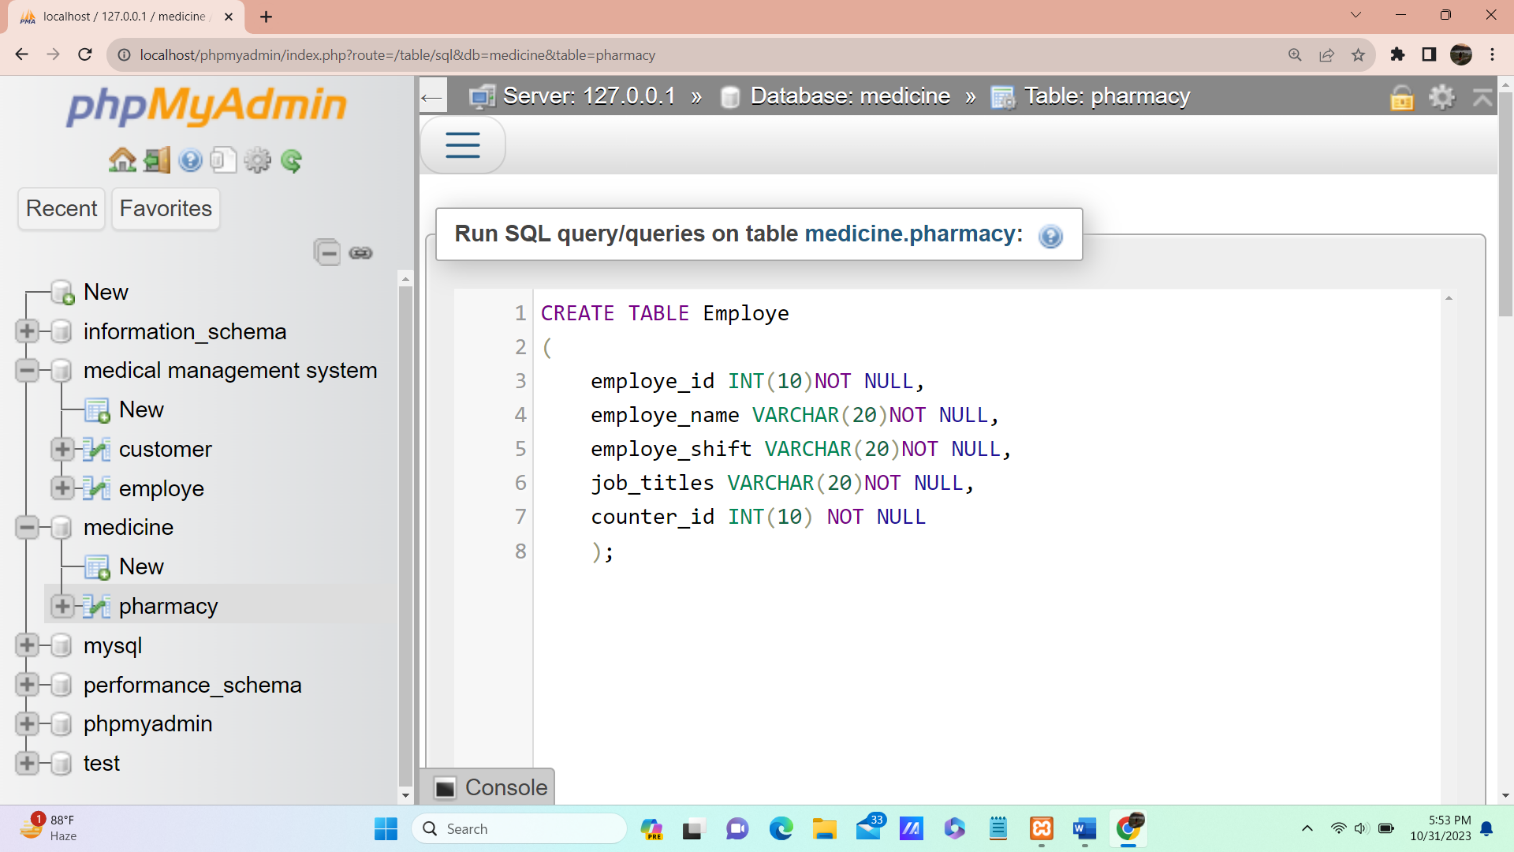 localhost / 127.0.0.1 / medicine
localhost/phpmyadmin/index.php?route=/table/sql&db=medicine&table=pharmacy
phpMyAdmin
Server: 127.0.0.1 » Database: medicine » Table: pharmacy
Recent Favorites
New
information_schema
medical management system
New
customer
employe
medicine
New
pharmacy
mysql
performance_schema
phpmyadmin
test
Run SQL query/queries on table medicine.pharmacy:
1 CREATE TABLE Employe
2 (
3 employe_id INT(10)NOT NULL,
4 employe_name VARCHAR(20)NOT NULL,
5 employe_shift VARCHAR(20)NOT NULL,
6 job_titles VARCHAR(20)NOT NULL,
7 counter_id INT(10) NOT NULL
8 );
Console
1
88°F
Haze
Search
PRE
33
5:53 PM
10/31/2023